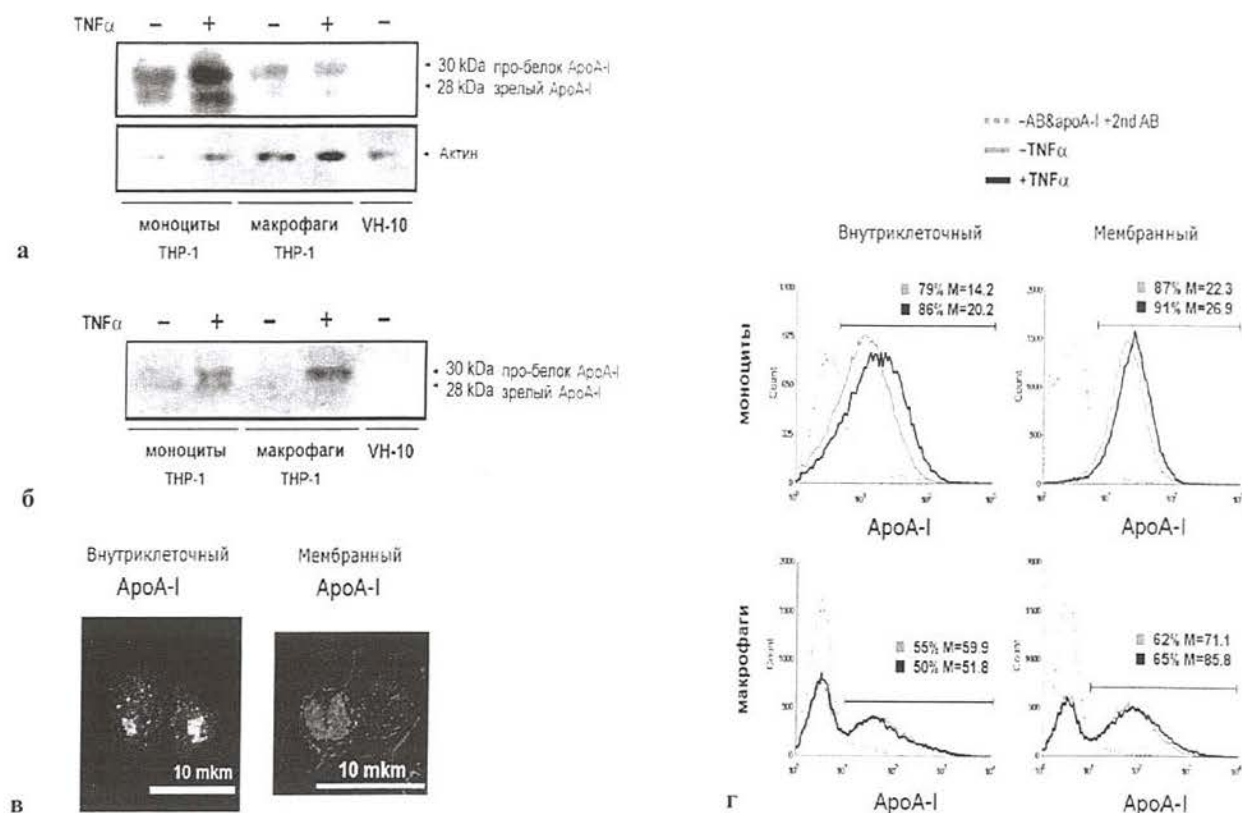 TNFα − + − + −
• 30 kDa про-белок ApoA-I
• 28 kDa зрелый ApoA-I
• Актин
моноциты макрофаги VH-10
THP-1 THP-1
а
TNFα − + − + −
• 30 kDa про-белок ApoA-I
• 28 kDa зрелый ApoA-I
моноциты макрофаги VH-10
THP-1 THP-1
б
Внутриклеточный Мембранный
ApoA-I ApoA-I
10 mkm 10 mkm
в
−AB&apoA-I +2nd AB
−TNFα
+TNFα
Внутриклеточный Мембранный
моноциты
79% M=14.2
86% M=20.2
Count
ApoA-I
87% M=22.3
91% M=26.9
Count
ApoA-I
макрофаги
55% M=59.9
50% M=51.8
Count
ApoA-I
62% M=71.1
65% M=85.8
Count
ApoA-I
г